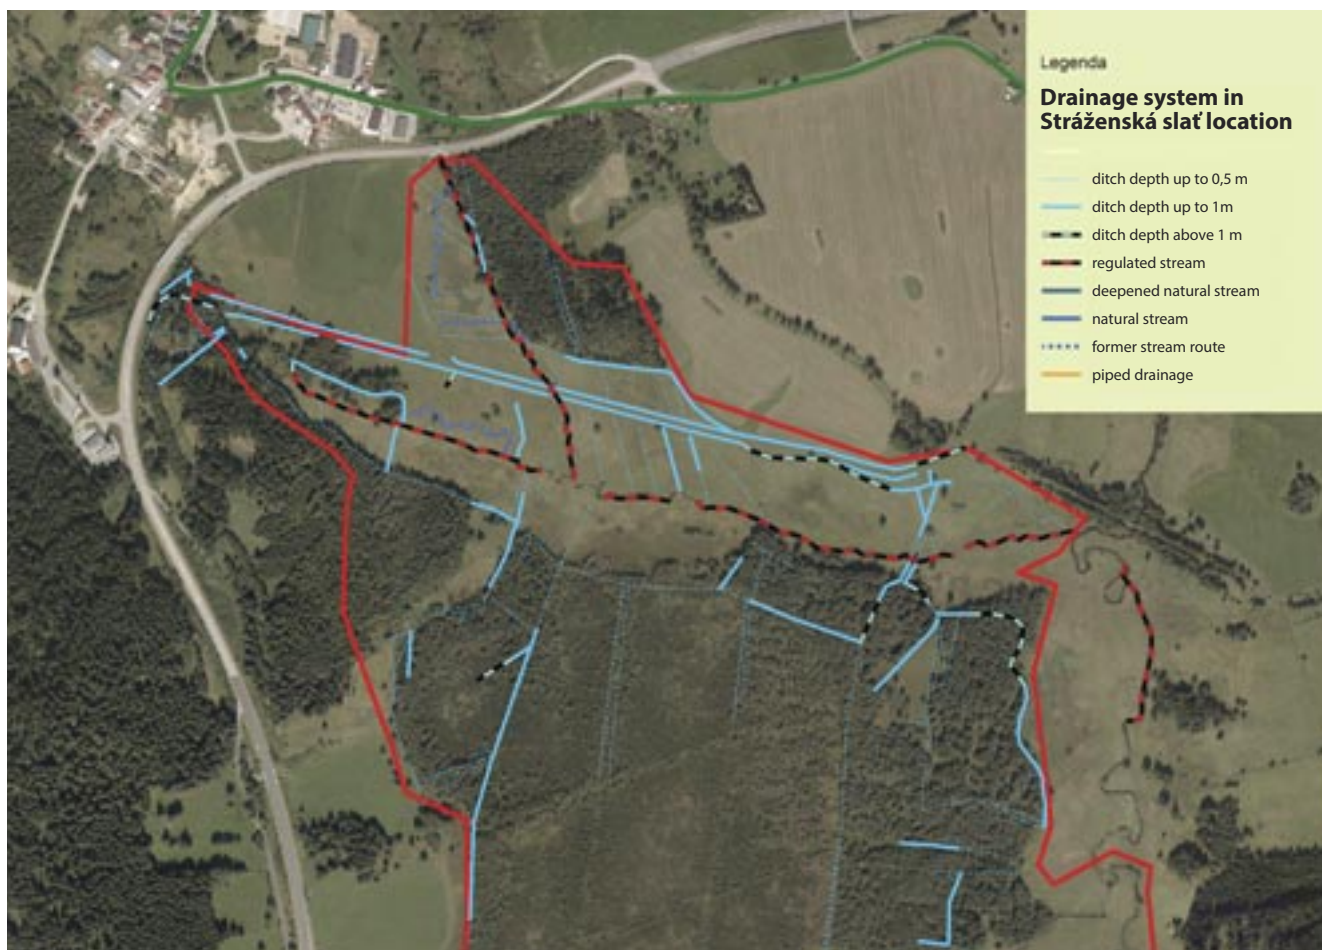 Legenda
Drainage system in
Stráženská slať location
ditch depth up to 0,5 m
ditch depth up to 1m
ditch depth above 1 m
regulated stream
deepened natural stream
natural stream
former stream route
piped drainage